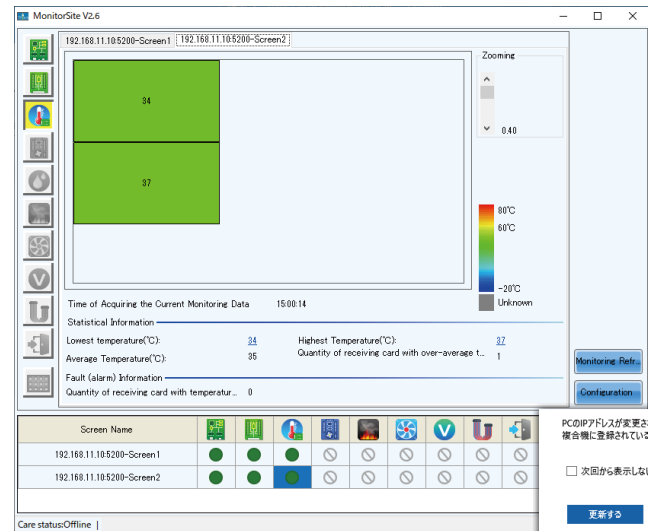 MonitorSite V2.6
192.168.11.10:5200-Screen1
192.168.11.10:5200-Screen2
Zooming
34
37
0.40
80℃
60℃
-20℃
Unknown
Time of Acquiring the Current Monitoring Data 15:00:14
Statistical Information
Lowest temperature(℃): 34 Highest Temperature(℃): 37
Average Temperature(℃): 35 Quantity of receiving card with over-average t... 1
Fault (alarm) Information
Quantity of receiving card with temperatur... 0
Monitoring Refr...
Configuration
Screen Name
192.168.11.10:5200-Screen1
192.168.11.10:5200-Screen2
PCのIPアドレスが変更さ
複合機に登録されている
次回から表示しない
更新する
Care status:Offline |